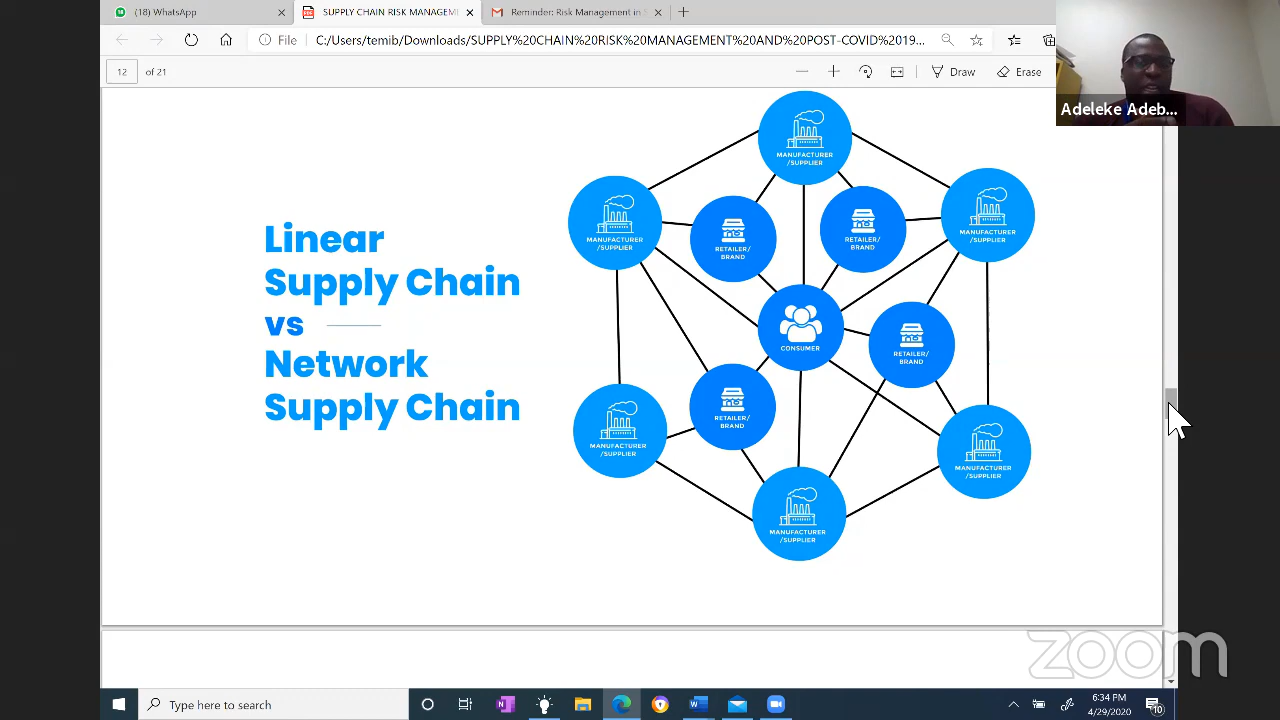 (18) WhatsApp
SUPPLY CHAIN RISK MANAGEME
Reminder: Risk Management in S
File
C:/Users/temib/Downloads/SUPPLY%20CHAIN%20RISK%20MANAGEMENT%20AND%20POST-COVID%2019...
12 of 21
Draw
Erase
Adeleke Adeb...
Linear
Supply Chain
vs
Network
Supply Chain
MANUFACTURER
/SUPPLIER
MANUFACTURER
/SUPPLIER
RETAILER/
BRAND
RETAILER/
BRAND
MANUFACTURER
/SUPPLIER
CONSUMER
RETAILER/
BRAND
RETAILER/
BRAND
MANUFACTURER
/SUPPLIER
MANUFACTURER
/SUPPLIER
MANUFACTURER
/SUPPLIER
zoom
Type here to search
6:34 PM
4/29/2020
10